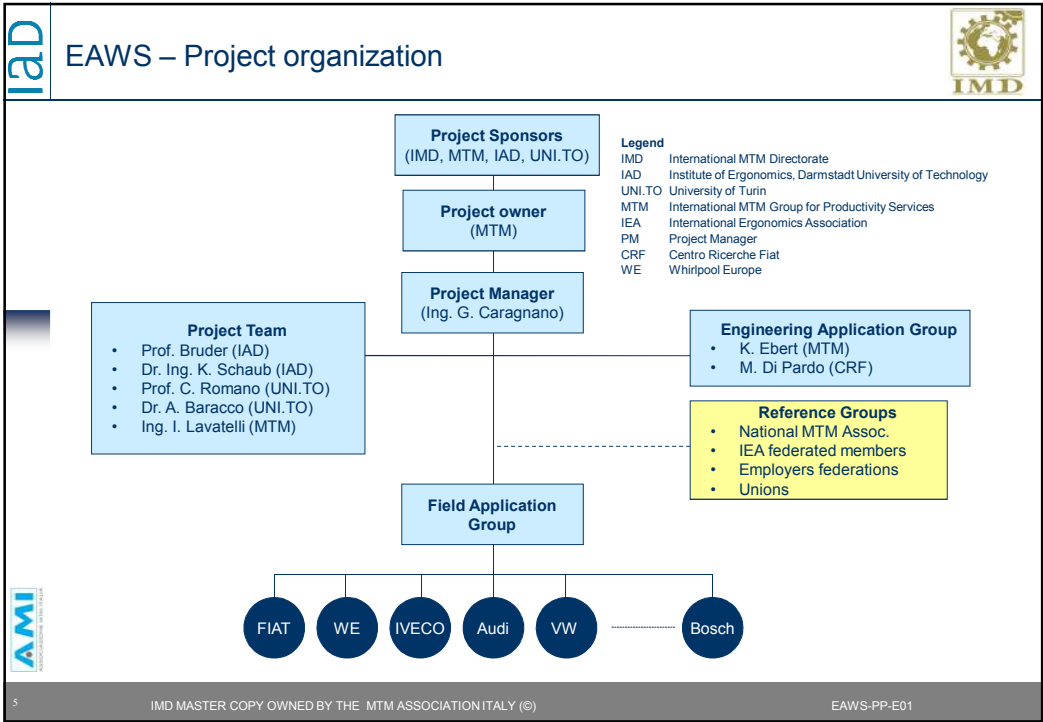 iaD
EAWS – Project organization
IMD
Project Sponsors
(IMD, MTM, IAD, UNI.TO)
Project owner
(MTM)
Project Manager
(Ing. G. Caragnano)
Legend
IMD International MTM Directorate
IAD Institute of Ergonomics, Darmstadt University of Technology
UNI.TO University of Turin
MTM International MTM Group for Productivity Services
IEA International Ergonomics Association
PM Project Manager
CRF Centro Ricerche Fiat
WE Whirlpool Europe
Project Team
• Prof. Bruder (IAD)
• Dr. Ing. K. Schaub (IAD)
• Prof. C. Romano (UNI.TO)
• Dr. A. Baracco (UNI.TO)
• Ing. I. Lavatelli (MTM)
Engineering Application Group
• K. Ebert (MTM)
• M. Di Pardo (CRF)
Reference Groups
• National MTM Assoc.
• IEA federated members
• Employers federations
• Unions
Field Application
Group
FIAT WE IVECO Audi VW Bosch
AMI
5 IMD MASTER COPY OWNED BY THE MTM ASSOCIATION ITALY (©) EAWS-PP-E01